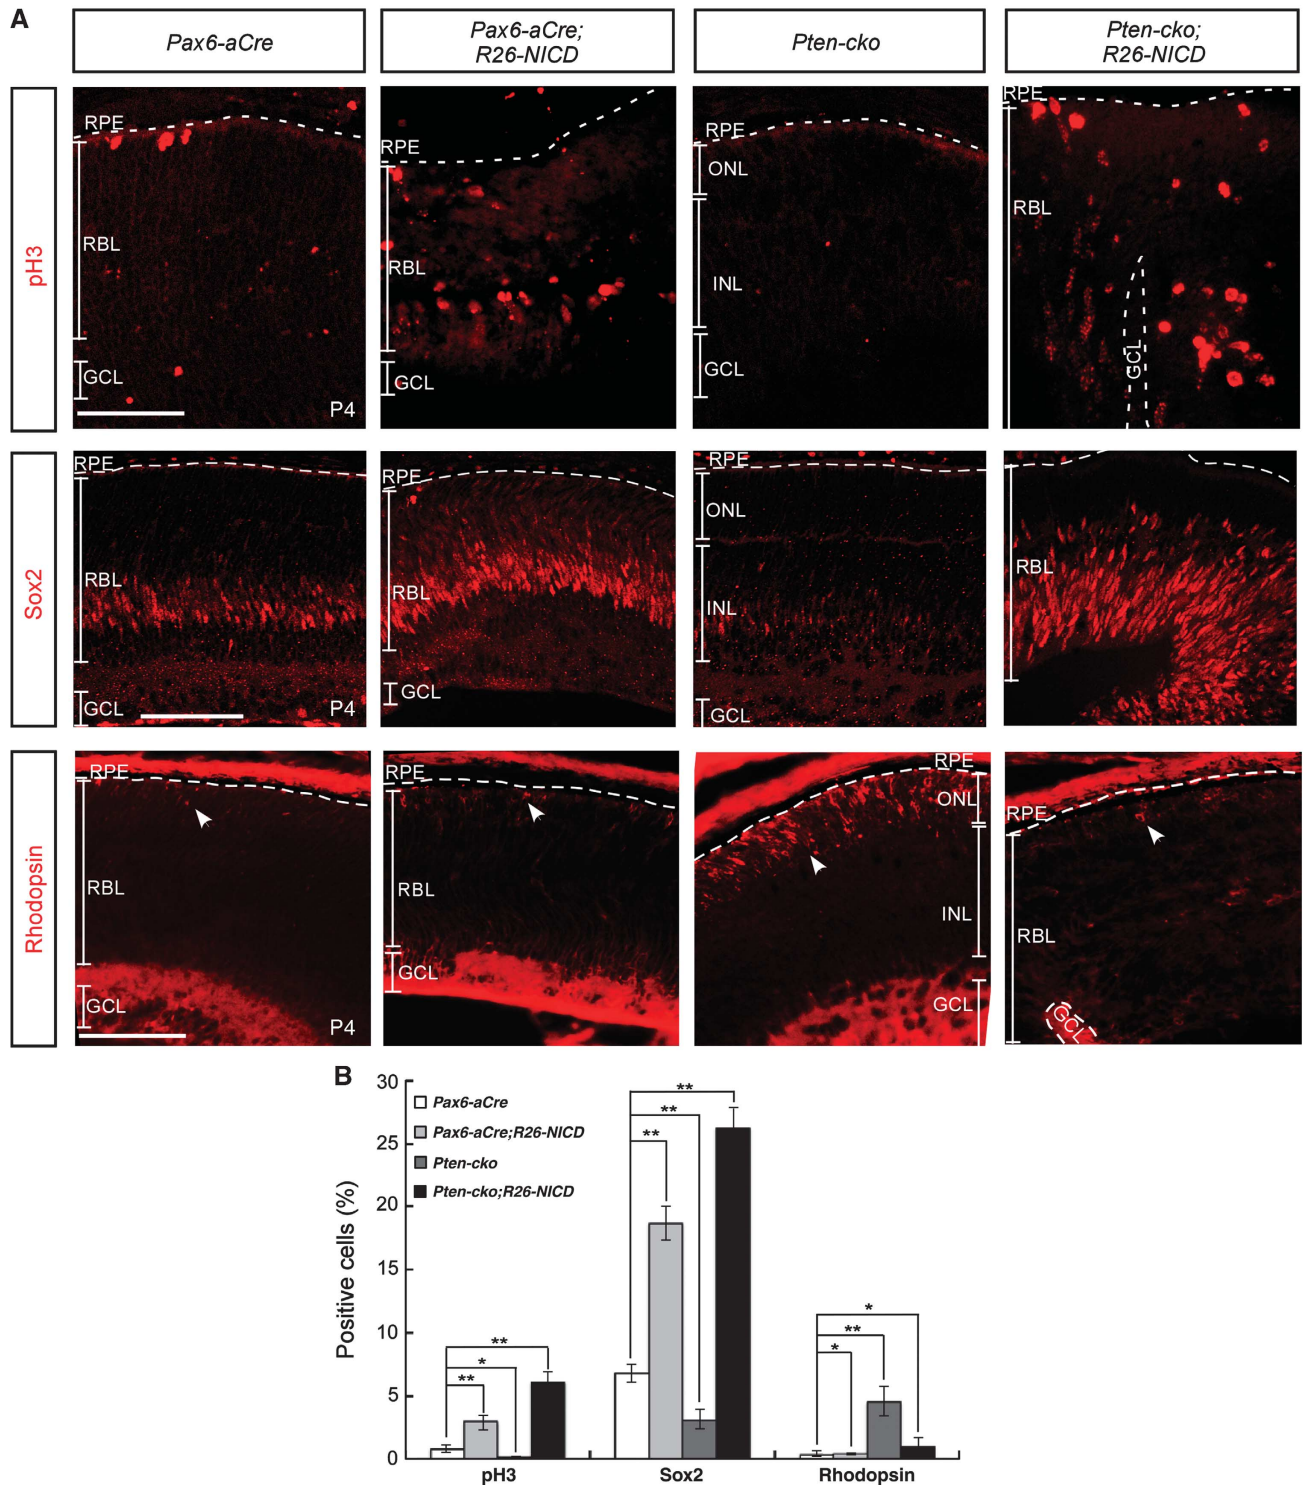 A
Pax6-aCre
Pax6-aCre;
R26-NICD
Pten-cko
Pten-cko;
R26-NICD
pH3
RPE
RBL
GCL
P4
RPE
RBL
GCL
RPE
ONL
INL
GCL
RPE
RBL
GCL
Sox2
RPE
RBL
GCL
P4
RPE
RBL
GCL
RPE
ONL
INL
GCL
RBL
Rhodopsin
RPE
RBL
GCL
P4
RPE
RBL
GCL
RPE
ONL
INL
GCL
RPE
RBL
GCL
B
Positive cells (%)
30
25
20
15
10
5
0
Pax6-aCre
Pax6-aCre;R26-NICD
Pten-cko
Pten-cko;R26-NICD
**
*
**
**
**
**
*
**
*
pH3
Sox2
Rhodopsin